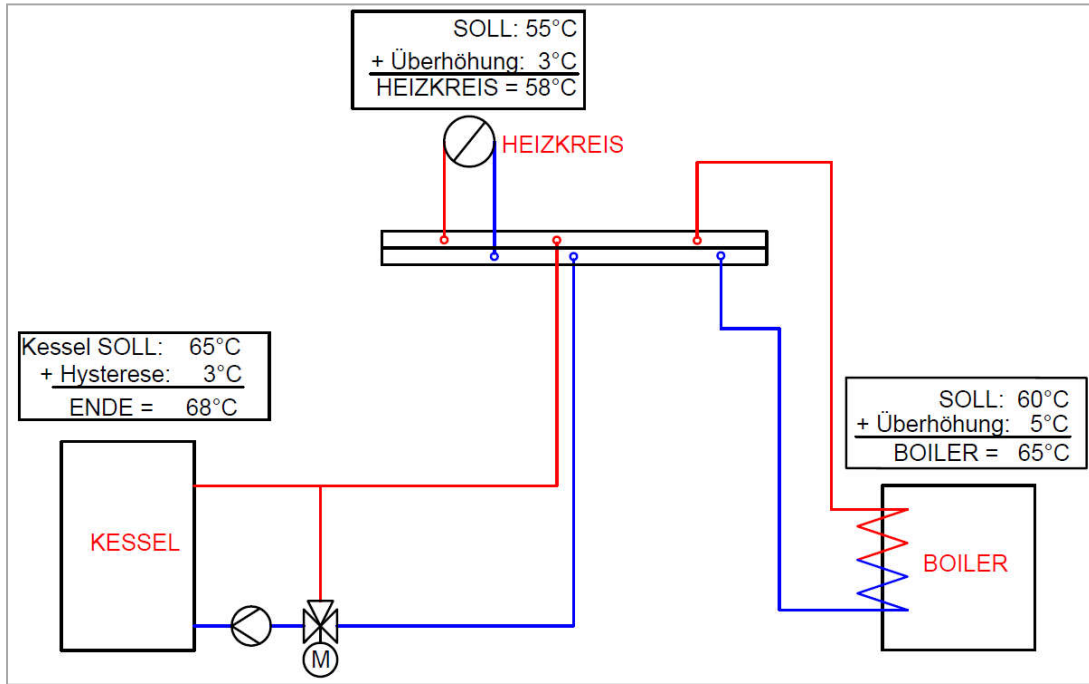 SOLL: 55°C
+ Überhöhung: 3°C
HEIZKREIS = 58°C
HEIZKREIS
Kessel SOLL: 65°C
+ Hysterese: 3°C
ENDE = 68°C
SOLL: 60°C
+ Überhöhung: 5°C
BOILER = 65°C
KESSEL
BOILER
M